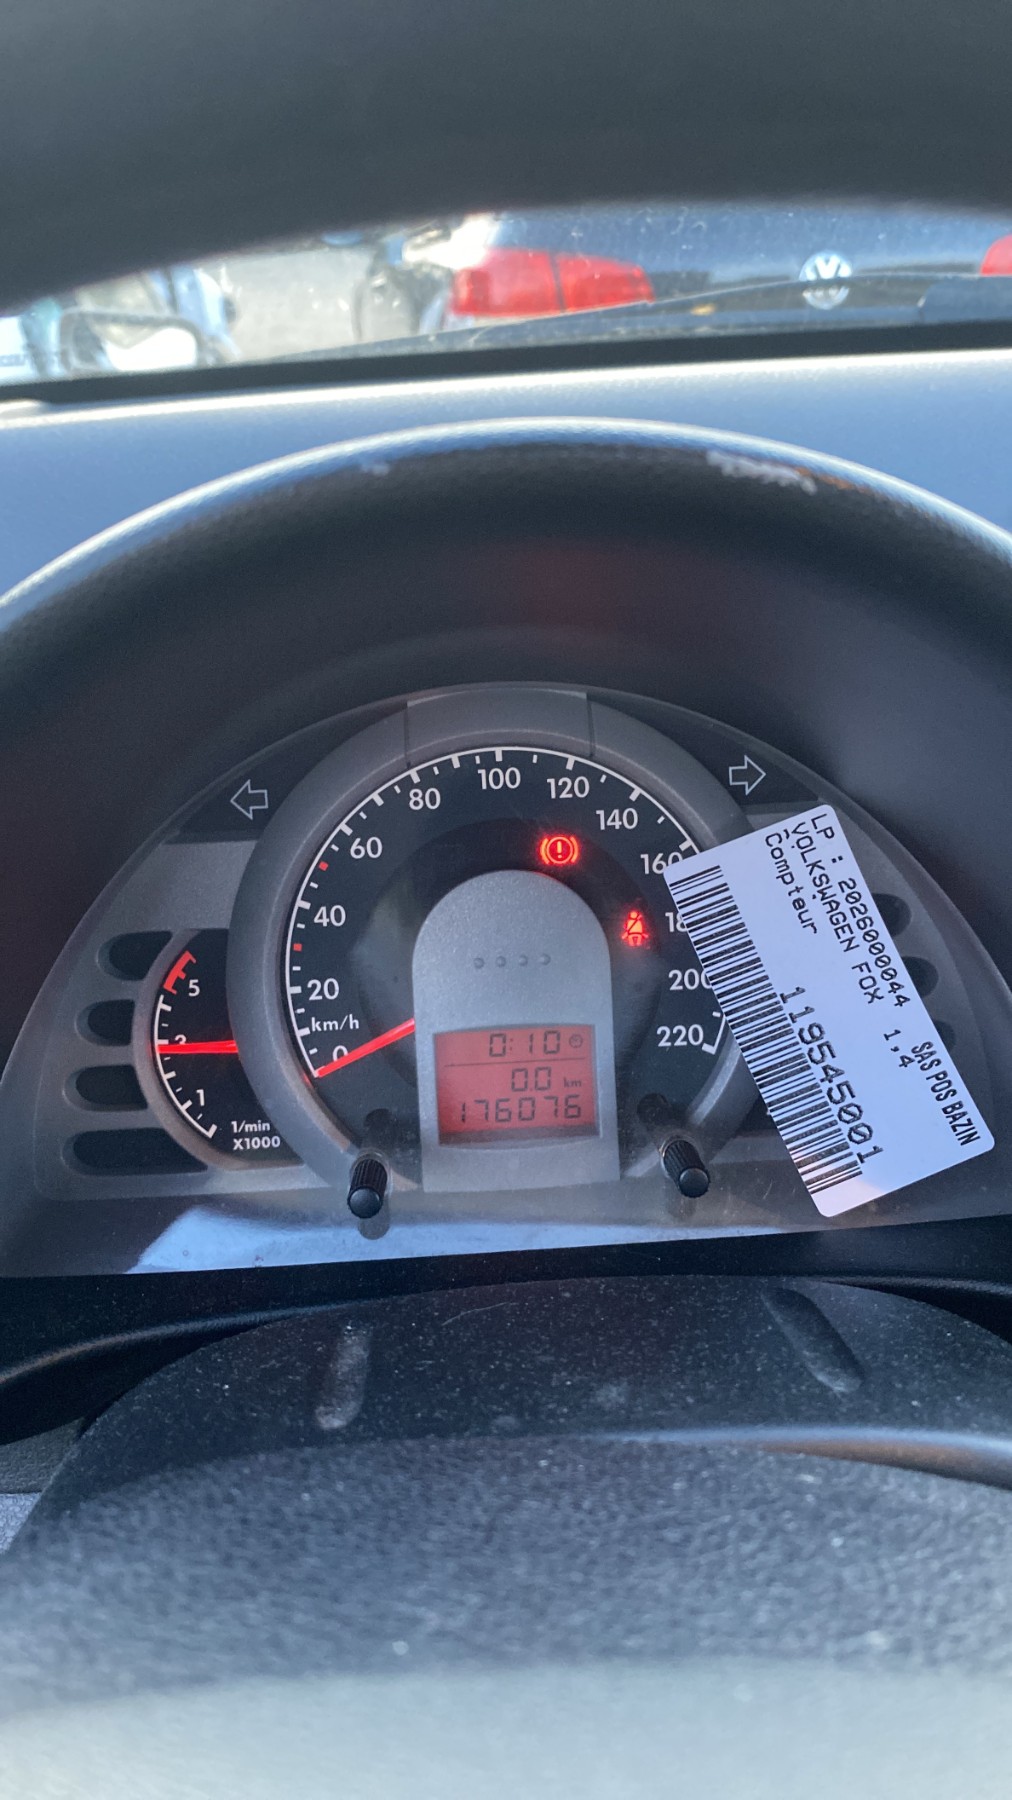 20
40
60
80
100
120
140
160
200
220
km/h
0
5
1
1/min
X1000
0:10
0.0 km
176076
LP : 2026000044
VOLKSWAGEN FOX 1,4
Compteur
1195445001
SAS POS BAZIN